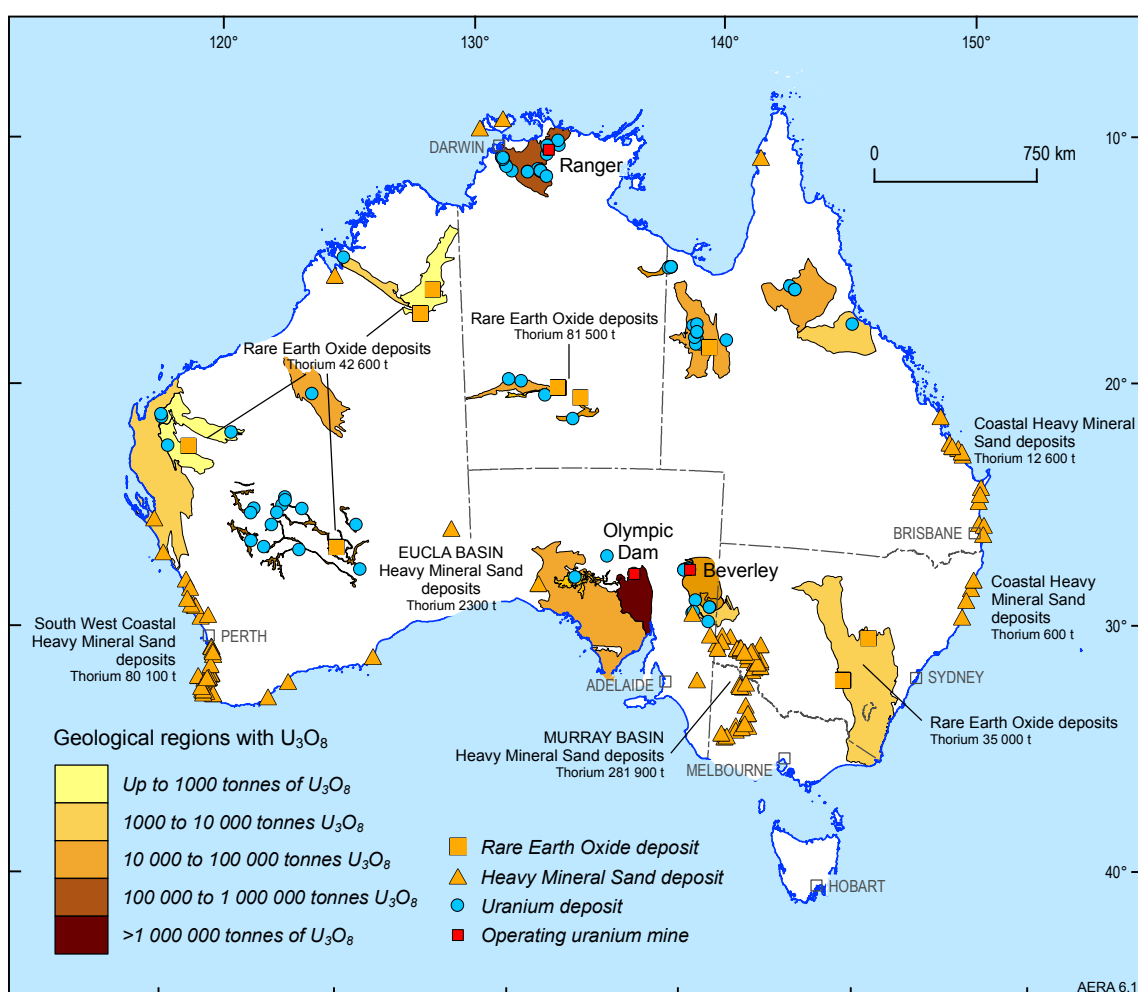 120°
130°
140°
150°
10°
DARWIN
Ranger
0
750 km
Rare Earth Oxide deposits
Thorium 81 500 t
Rare Earth Oxide deposits
Thorium 42 600 t
20°
Coastal Heavy Mineral
Sand deposits
Thorium 12 600 t
BRISBANE
Olympic
Dam
Beverley
EUCLA BASIN
Heavy Mineral Sand
deposits
Thorium 2300 t
Coastal Heavy
Mineral Sand
deposits
Thorium 600 t
South West Coastal
Heavy Mineral Sand
deposits
Thorium 80 100 t
PERTH
30°
ADELAIDE
SYDNEY
Rare Earth Oxide deposits
Thorium 35 000 t
MURRAY BASIN
Heavy Mineral Sand deposits
Thorium 281 900 t
MELBOURNE
HOBART
40°
Geological regions with U₃O₈
Up to 1000 tonnes of U₃O₈
1000 to 10 000 tonnes U₃O₈
10 000 to 100 000 tonnes U₃O₈
100 000 to 1 000 000 tonnes U₃O₈
>1 000 000 tonnes of U₃O₈
Rare Earth Oxide deposit
Heavy Mineral Sand deposit
Uranium deposit
Operating uranium mine
AERA 6.1